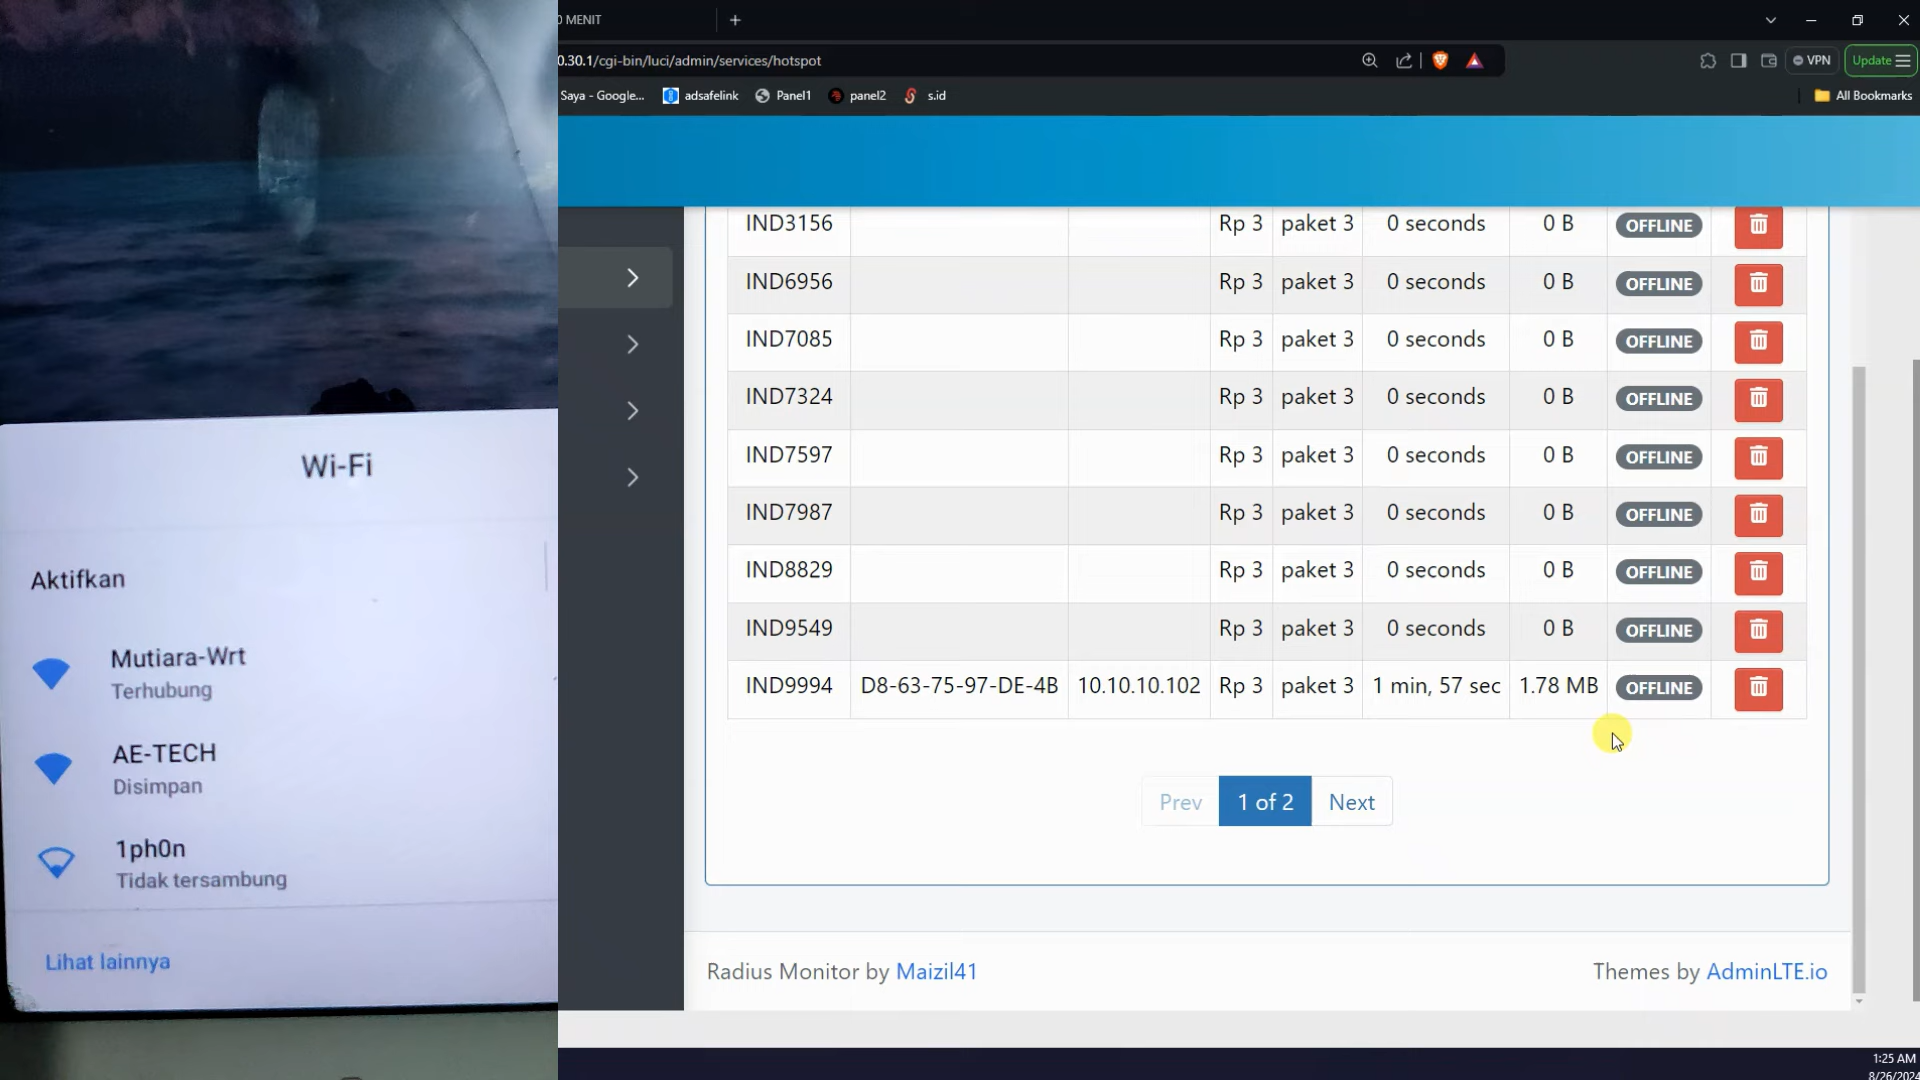 Wi-Fi
Aktifkan
Mutiara-Wrt
Terhubung
AE-TECH
Disimpan
1ph0n
Tidak tersambung
Lihat lainnya
0 MENIT
0.30.1/cgi-bin/luci/admin/services/hotspot
VPN
Update
Saya - Google...
adsafelink
Panel1
panel2
s.id
All Bookmarks
IND3156 Rp 3 paket 3 0 seconds 0 B OFFLINE
IND6956 Rp 3 paket 3 0 seconds 0 B OFFLINE
IND7085 Rp 3 paket 3 0 seconds 0 B OFFLINE
IND7324 Rp 3 paket 3 0 seconds 0 B OFFLINE
IND7597 Rp 3 paket 3 0 seconds 0 B OFFLINE
IND7987 Rp 3 paket 3 0 seconds 0 B OFFLINE
IND8829 Rp 3 paket 3 0 seconds 0 B OFFLINE
IND9549 Rp 3 paket 3 0 seconds 0 B OFFLINE
IND9994 D8-63-75-97-DE-4B 10.10.10.102 Rp 3 paket 3 1 min, 57 sec 1.78 MB OFFLINE
Prev 1 of 2 Next
Radius Monitor by Maizil41
Themes by AdminLTE.io
1:25 AM
8/26/2024